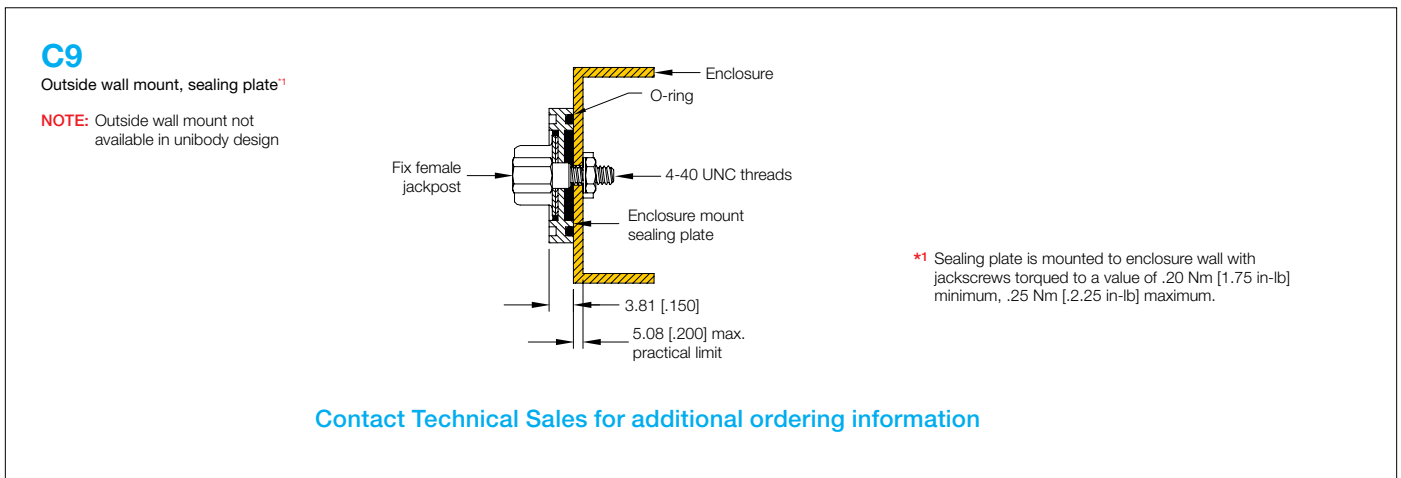 C9
Outside wall mount, sealing plate*1
NOTE: Outside wall mount not
available in unibody design
Enclosure
O-ring
Fix female
jackpost
4-40 UNC threads
Enclosure mount
sealing plate
3.81 [.150]
5.08 [.200] max.
practical limit
*1 Sealing plate is mounted to enclosure wall with
jackscrews torqued to a value of .20 Nm [1.75 in-lb]
minimum, .25 Nm [.2.25 in-lb] maximum.
Contact Technical Sales for additional ordering information